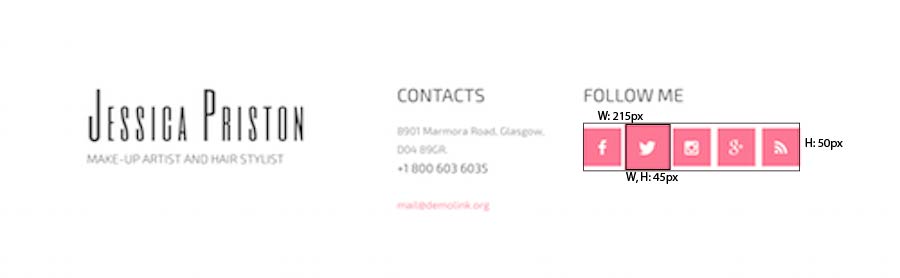 JESSICA PRISTON
MAKE-UP ARTIST AND HAIR STYLIST
CONTACTS
8901 Marmora Road, Glasgow,
D04 89GR.
+1 800 603 6035
mail@demolink.org
FOLLOW ME
W: 215px
H: 50px
W, H: 45px